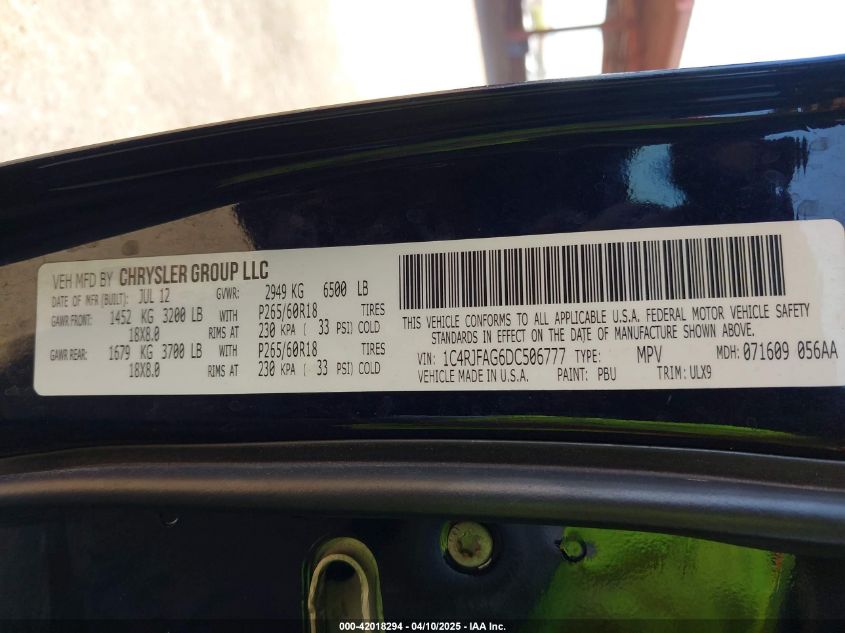 VEH MFD BY CHRYSLER GROUP LLC
DATE OF MFR (BUILT): JUL 12 GVWR: 2949 KG 6500 LB
GAWR FRONT: 1452 KG 3200 LB WITH P265/60R18 TIRES
18X8.0 RIMS AT 230 KPA ( 33 PSI) COLD
GAWR REAR: 1679 KG 3700 LB WITH P265/60R18 TIRES
18X8.0 RIMS AT 230 KPA ( 33 PSI) COLD
THIS VEHICLE CONFORMS TO ALL APPLICABLE U.S.A. FEDERAL MOTOR VEHICLE SAFETY
STANDARDS IN EFFECT ON THE DATE OF MANUFACTURE SHOWN ABOVE.
VIN: 1C4RJFAG6DC506777 TYPE: MPV MDH: 071609 056AA
VEHICLE MADE IN U.S.A. PAINT: PBU TRIM: ULX9
000-42018294 - 04/10/2025 - IAA Inc.